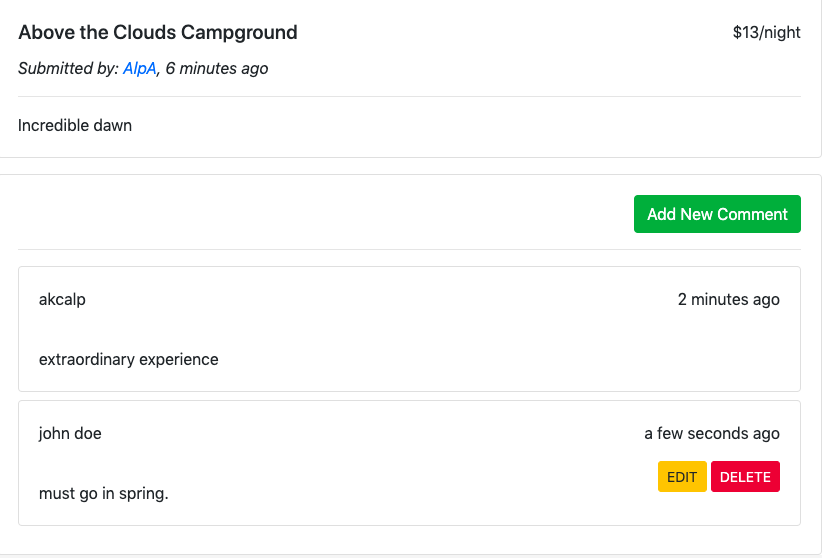 Above the Clouds Campground $13/night
Submitted by: AlpA, 6 minutes ago
Incredible dawn
Add New Comment
akcalp 2 minutes ago
extraordinary experience
john doe a few seconds ago
EDIT DELETE
must go in spring.